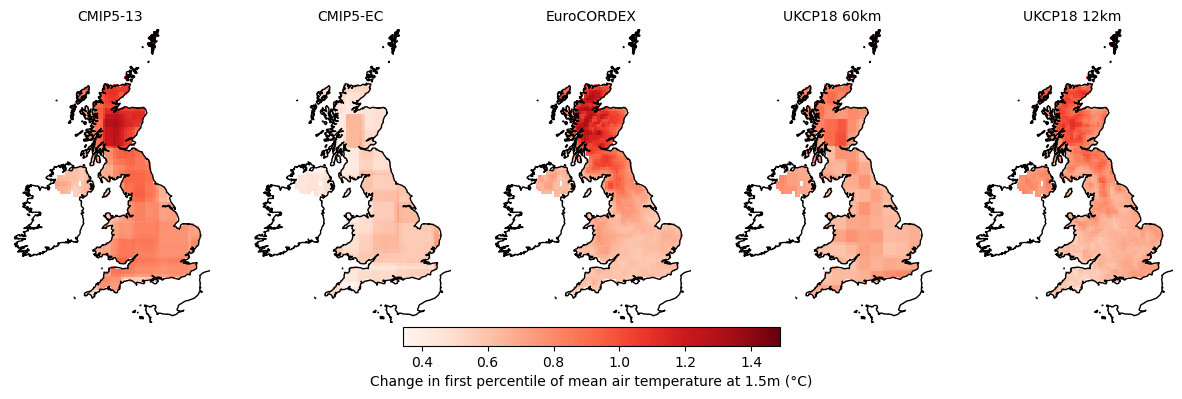 CMIP5-13 CMIP5-EC EuroCORDEX UKCP18 60km UKCP18 12km
0.4 0.6 0.8 1.0 1.2 1.4
Change in first percentile of mean air temperature at 1.5m (°C)